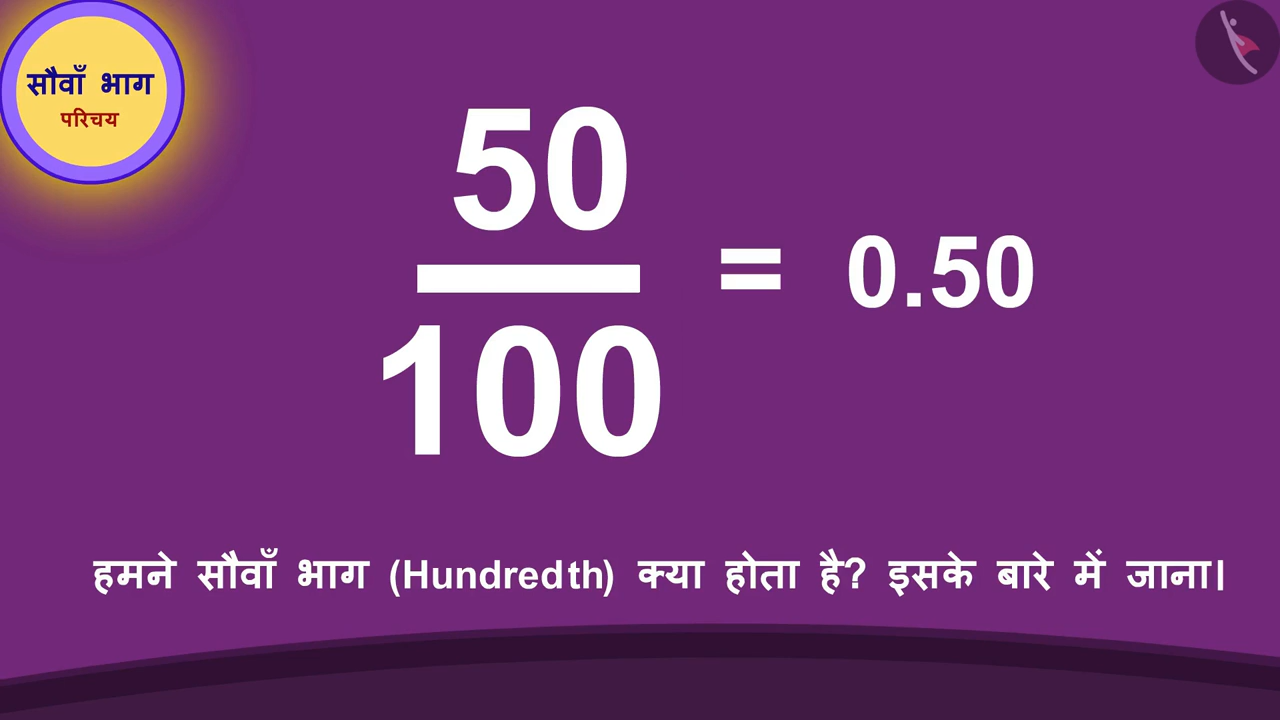 सौवाँ भाग
परिचय
50
100
= 0.50
हमने सौवाँ भाग (Hundredth) क्या होता है? इसके बारे में जाना।